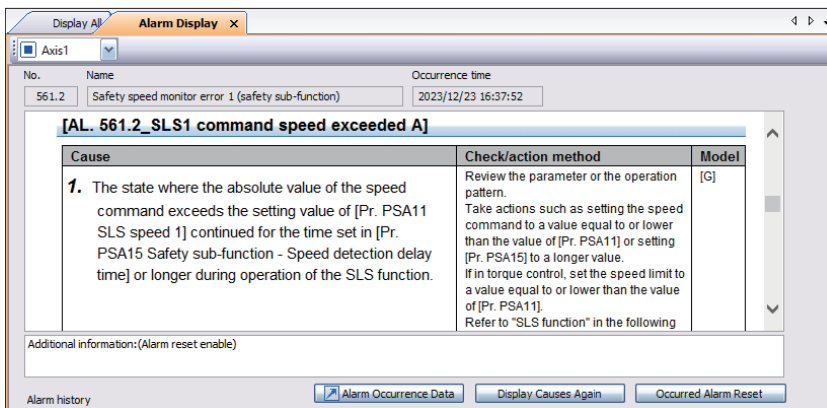 Display All
Alarm Display x
Axis1
No. Name Occurrence time
561.2 Safety speed monitor error 1 (safety sub-function) 2023/12/23 16:37:52
[AL. 561.2_SLS1 command speed exceeded A]
Cause Check/action method Model
1. The state where the absolute value of the speed
command exceeds the setting value of [Pr. PSA11
SLS speed 1] continued for the time set in [Pr.
PSA15 Safety sub-function - Speed detection delay
time] or longer during operation of the SLS function.
Review the parameter or the operation
pattern.
Take actions such as setting the speed
command to a value equal to or lower
than the value of [Pr. PSA11] or setting
[Pr. PSA15] to a longer value.
If in torque control, set the speed limit to
a value equal to or lower than the value
of [Pr. PSA11].
Refer to "SLS function" in the following
[G]
Additional information:(Alarm reset enable)
Alarm history
Alarm Occurrence Data
Display Causes Again
Occurred Alarm Reset